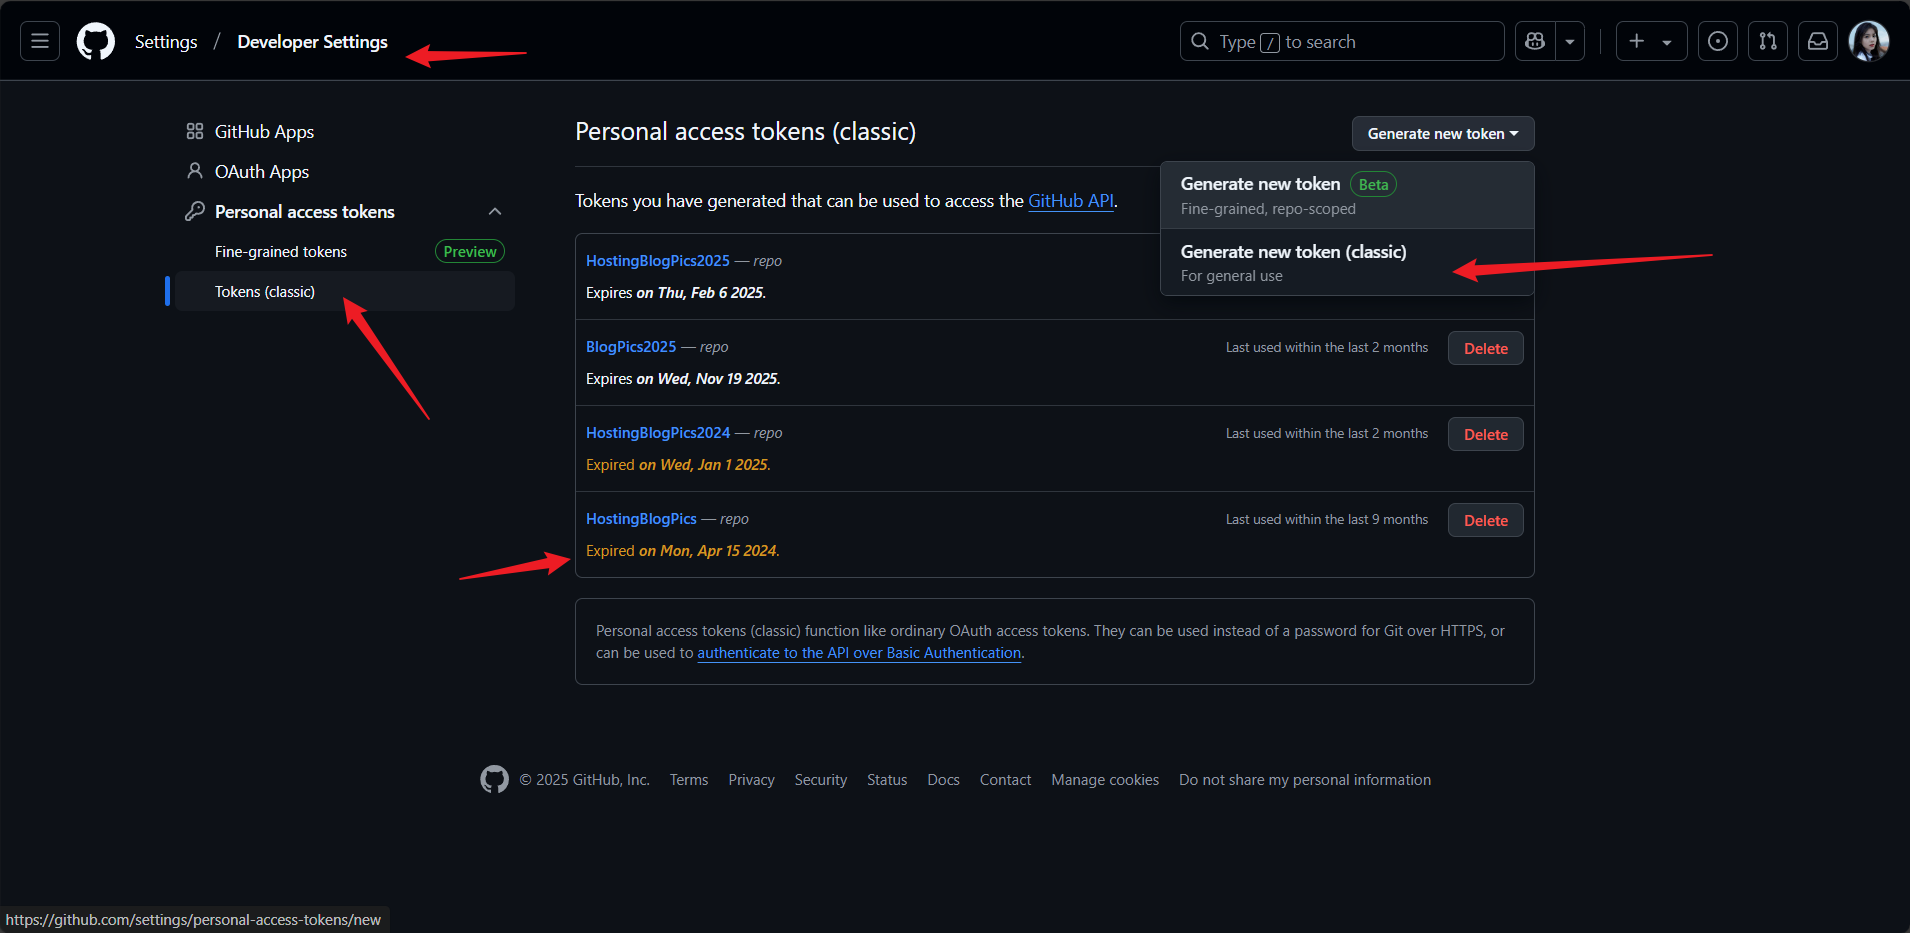 Settings / Developer Settings
Type / to search
GitHub Apps
OAuth Apps
Personal access tokens
Fine-grained tokens Preview
Tokens (classic)
Personal access tokens (classic)
Generate new token
Generate new token Beta
Fine-grained, repo-scoped
Generate new token (classic)
For general use
Tokens you have generated that can be used to access the GitHub API.
HostingBlogPics2025 — repo
Expires on Thu, Feb 6 2025.
BlogPics2025 — repo
Last used within the last 2 months
Delete
Expires on Wed, Nov 19 2025.
HostingBlogPics2024 — repo
Last used within the last 2 months
Delete
Expired on Wed, Jan 1 2025.
HostingBlogPics — repo
Last used within the last 9 months
Delete
Expired on Mon, Apr 15 2024.
Personal access tokens (classic) function like ordinary OAuth access tokens. They can be used instead of a password for Git over HTTPS, or
can be used to authenticate to the API over Basic Authentication.
© 2025 GitHub, Inc. Terms Privacy Security Status Docs Contact Manage cookies Do not share my personal information
https://github.com/settings/personal-access-tokens/new